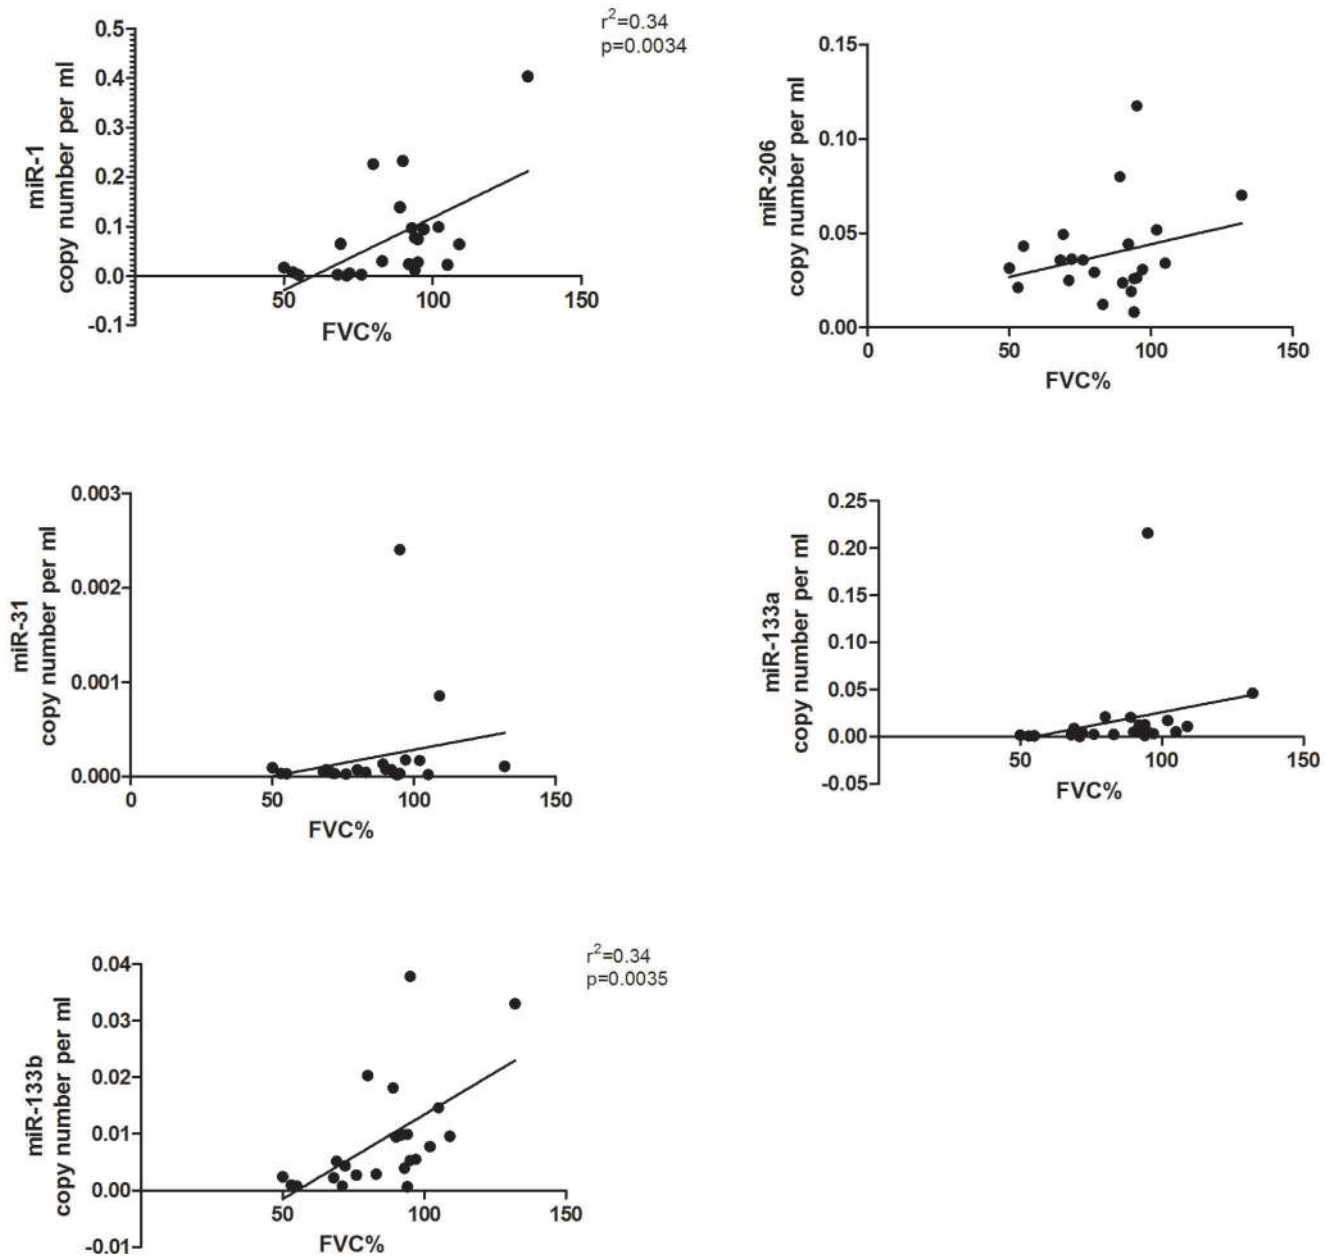 r²=0.34
p=0.0034
miR-1
copy number per ml
0.5
0.4
0.3
0.2
0.1
0.0
-0.1
50
100
150
FVC%
miR-206
copy number per ml
0.15
0.10
0.05
0.00
0
50
100
150
FVC%
miR-31
copy number per ml
0.003
0.002
0.001
0.000
0
50
100
150
FVC%
miR-133a
copy number per ml
0.25
0.20
0.15
0.10
0.05
0.00
-0.05
50
100
150
FVC%
r²=0.34
p=0.0035
miR-133b
copy number per ml
0.04
0.03
0.02
0.01
0.00
-0.01
50
100
150
FVC%